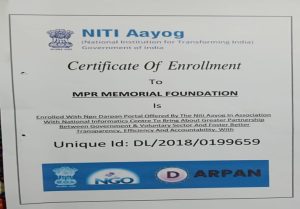 NITI Aayog
(National Institution for Transforming India)
Government of India
Certificate Of Enrollment
To
MPR MEMORIAL FOUNDATION
Is
Enrolled With Ngo Darpan Portal Offered By The Niti Aayog In Association
With National Informatics Centre To Bring About Greater Partnership
Between Government & Voluntary Sector And Foster Better
Transparency, Efficiency And Accountability, With
Unique Id: DL/2018/0199659
NGO
D ARPAN